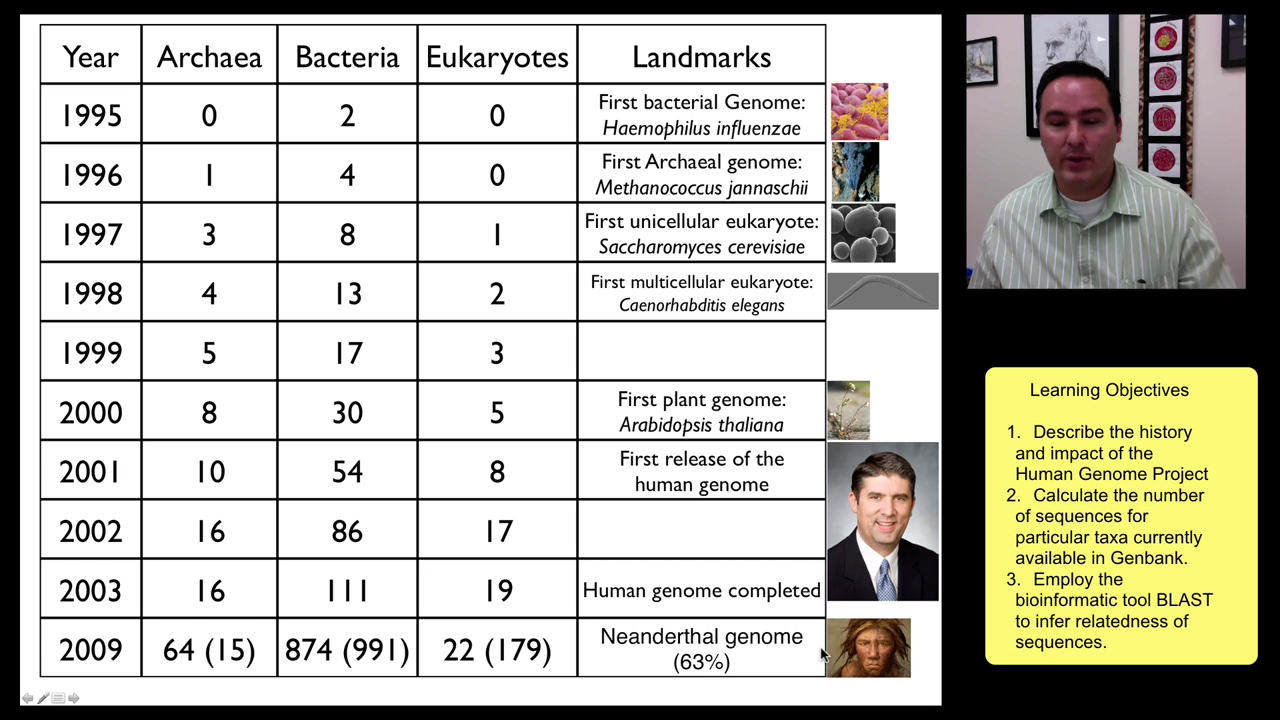 Year Archaea Bacteria Eukaryotes Landmarks
1995 0 2 0 First bacterial Genome:
Haemophilus influenzae
1996 1 4 0 First Archaeal genome:
Methanococcus jannaschii
1997 3 8 1 First unicellular eukaryote:
Saccharomyces cerevisiae
1998 4 13 2 First multicellular eukaryote:
Caenorhabditis elegans
1999 5 17 3
2000 8 30 5 First plant genome:
Arabidopsis thaliana
2001 10 54 8 First release of the
human genome
2002 16 86 17
2003 16 111 19 Human genome completed
2009 64 (15) 874 (991) 22 (179) Neanderthal genome
(63%)
Learning Objectives
1. Describe the history
and impact of the
Human Genome Project
2. Calculate the number
of sequences for
particular taxa currently
available in Genbank.
3. Employ the
bioinformatic tool BLAST
to infer relatedness of
sequences.